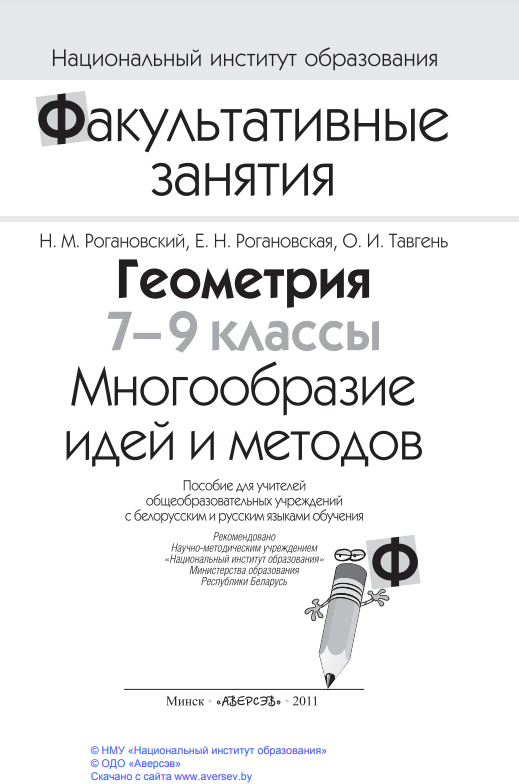 Национальный институт образования
Факультативные
занятия
Н. М. Рогановский, Е. Н. Рогановская, О. И. Тавгень
Геометрия
7–9 классы
Многообразие
идей и методов
Пособие для учителей
общеобразовательных учреждений
с белорусским и русским языками обучения
Рекомендовано
Научно-методическим учреждением
«Национальный институт образования»
Министерства образования
Республики Беларусь
Ф
Минск • «АВЕРСЭВ» • 2011
© НМУ «Национальный институт образования»
© ОДО «Аверсэв»
Скачано с сайта www.aversev.by